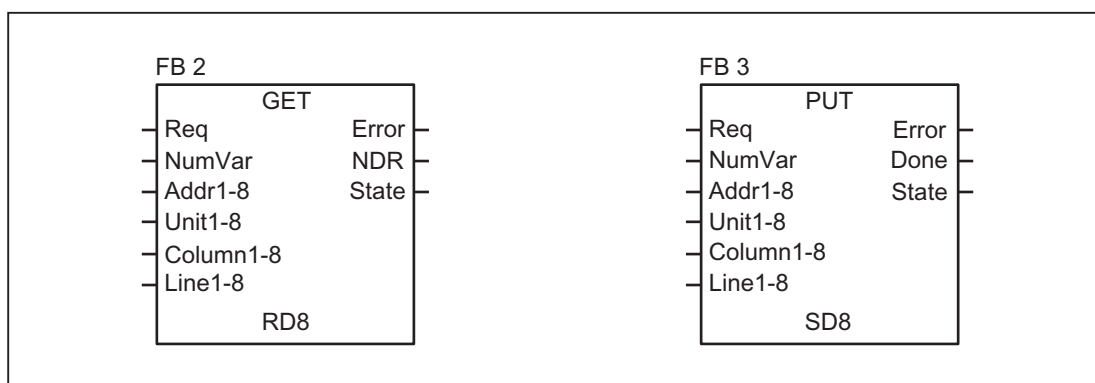 FB 2
GET
Req Error
NumVar NDR
Addr1-8 State
Unit1-8
Column1-8
Line1-8
RD8
FB 3
PUT
Req Error
NumVar Done
Addr1-8 State
Unit1-8
Column1-8
Line1-8
SD8